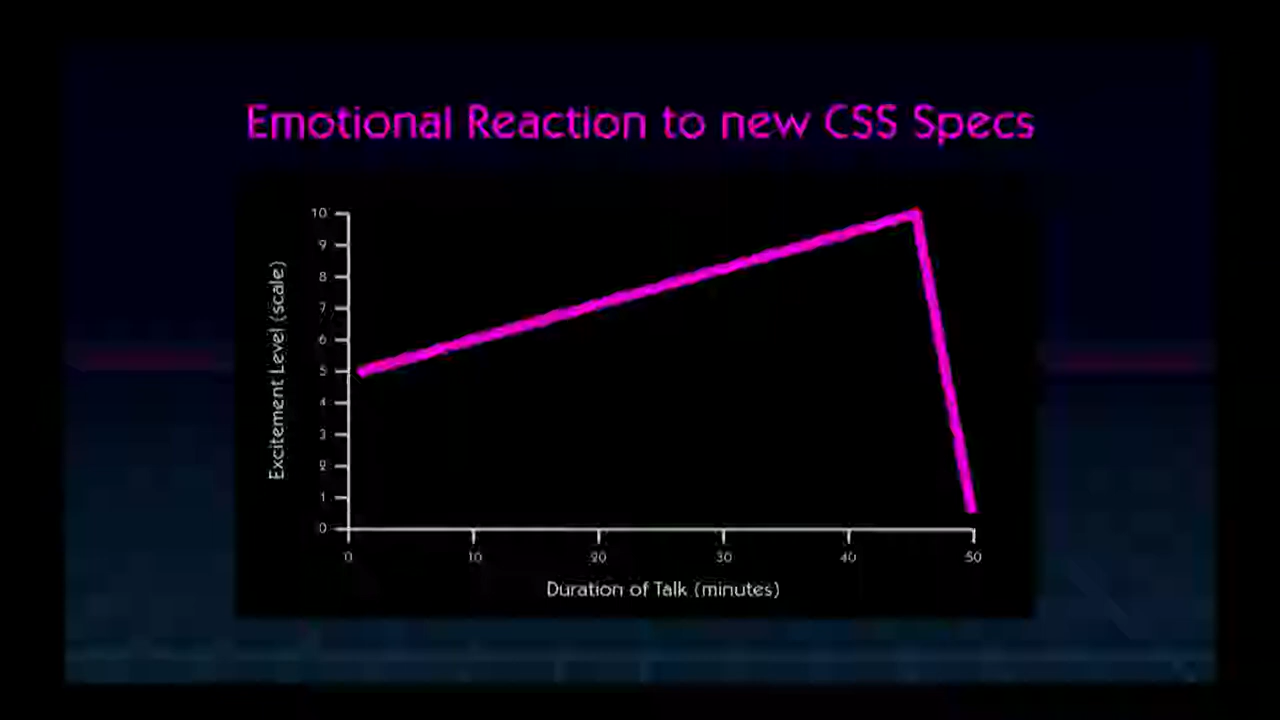 Emotional Reaction to new CSS Specs
Excitement Level (scale)
10
9
8
7
6
5
4
3
2
1
0
0 10 20 30 40 50
Duration of Talk (minutes)